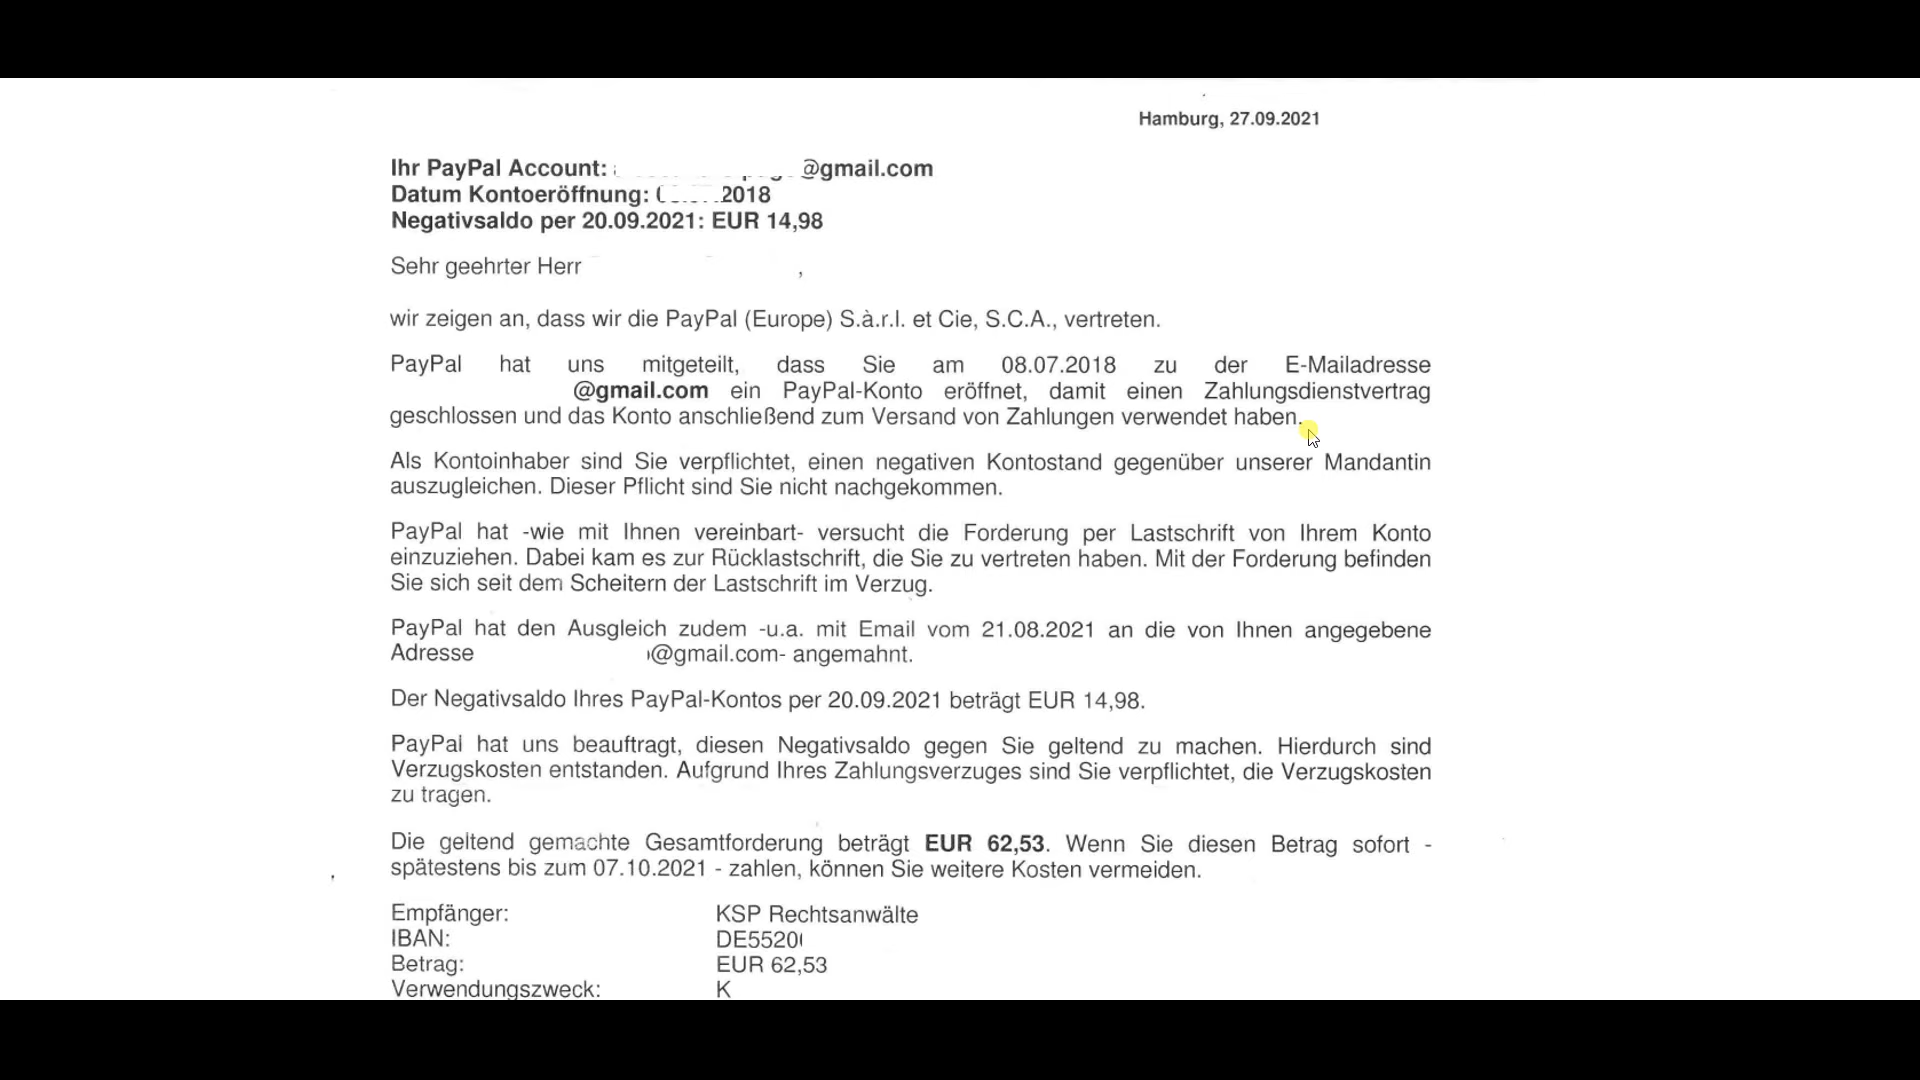 Hamburg, 27.09.2021
Ihr PayPal Account: @gmail.com
Datum Kontoeröffnung: 2018
Negativsaldo per 20.09.2021: EUR 14,98
Sehr geehrter Herr ,
wir zeigen an, dass wir die PayPal (Europe) S.à.r.l. et Cie, S.C.A., vertreten.
PayPal hat uns mitgeteilt, dass Sie am 08.07.2018 zu der E-Mailadresse
@gmail.com ein PayPal-Konto eröffnet, damit einen Zahlungsdienstvertrag
geschlossen und das Konto anschließend zum Versand von Zahlungen verwendet haben.
Als Kontoinhaber sind Sie verpflichtet, einen negativen Kontostand gegenüber unserer Mandantin
auszugleichen. Dieser Pflicht sind Sie nicht nachgekommen.
PayPal hat -wie mit Ihnen vereinbart- versucht die Forderung per Lastschrift von Ihrem Konto
einzuziehen. Dabei kam es zur Rücklastschrift, die Sie zu vertreten haben. Mit der Forderung befinden
Sie sich seit dem Scheitern der Lastschrift im Verzug.
PayPal hat den Ausgleich zudem -u.a. mit Email vom 21.08.2021 an die von Ihnen angegebene
Adresse @gmail.com- angemahnt.
Der Negativsaldo Ihres PayPal-Kontos per 20.09.2021 beträgt EUR 14,98.
PayPal hat uns beauftragt, diesen Negativsaldo gegen Sie geltend zu machen. Hierdurch sind
Verzugskosten entstanden. Aufgrund Ihres Zahlungsverzuges sind Sie verpflichtet, die Verzugskosten
zu tragen.
Die geltend gemachte Gesamtforderung beträgt EUR 62,53. Wenn Sie diesen Betrag sofort -
spätestens bis zum 07.10.2021 - zahlen, können Sie weitere Kosten vermeiden.
Empfänger: KSP Rechtsanwälte
IBAN: DE5520
Betrag: EUR 62,53
Verwendungszweck: K